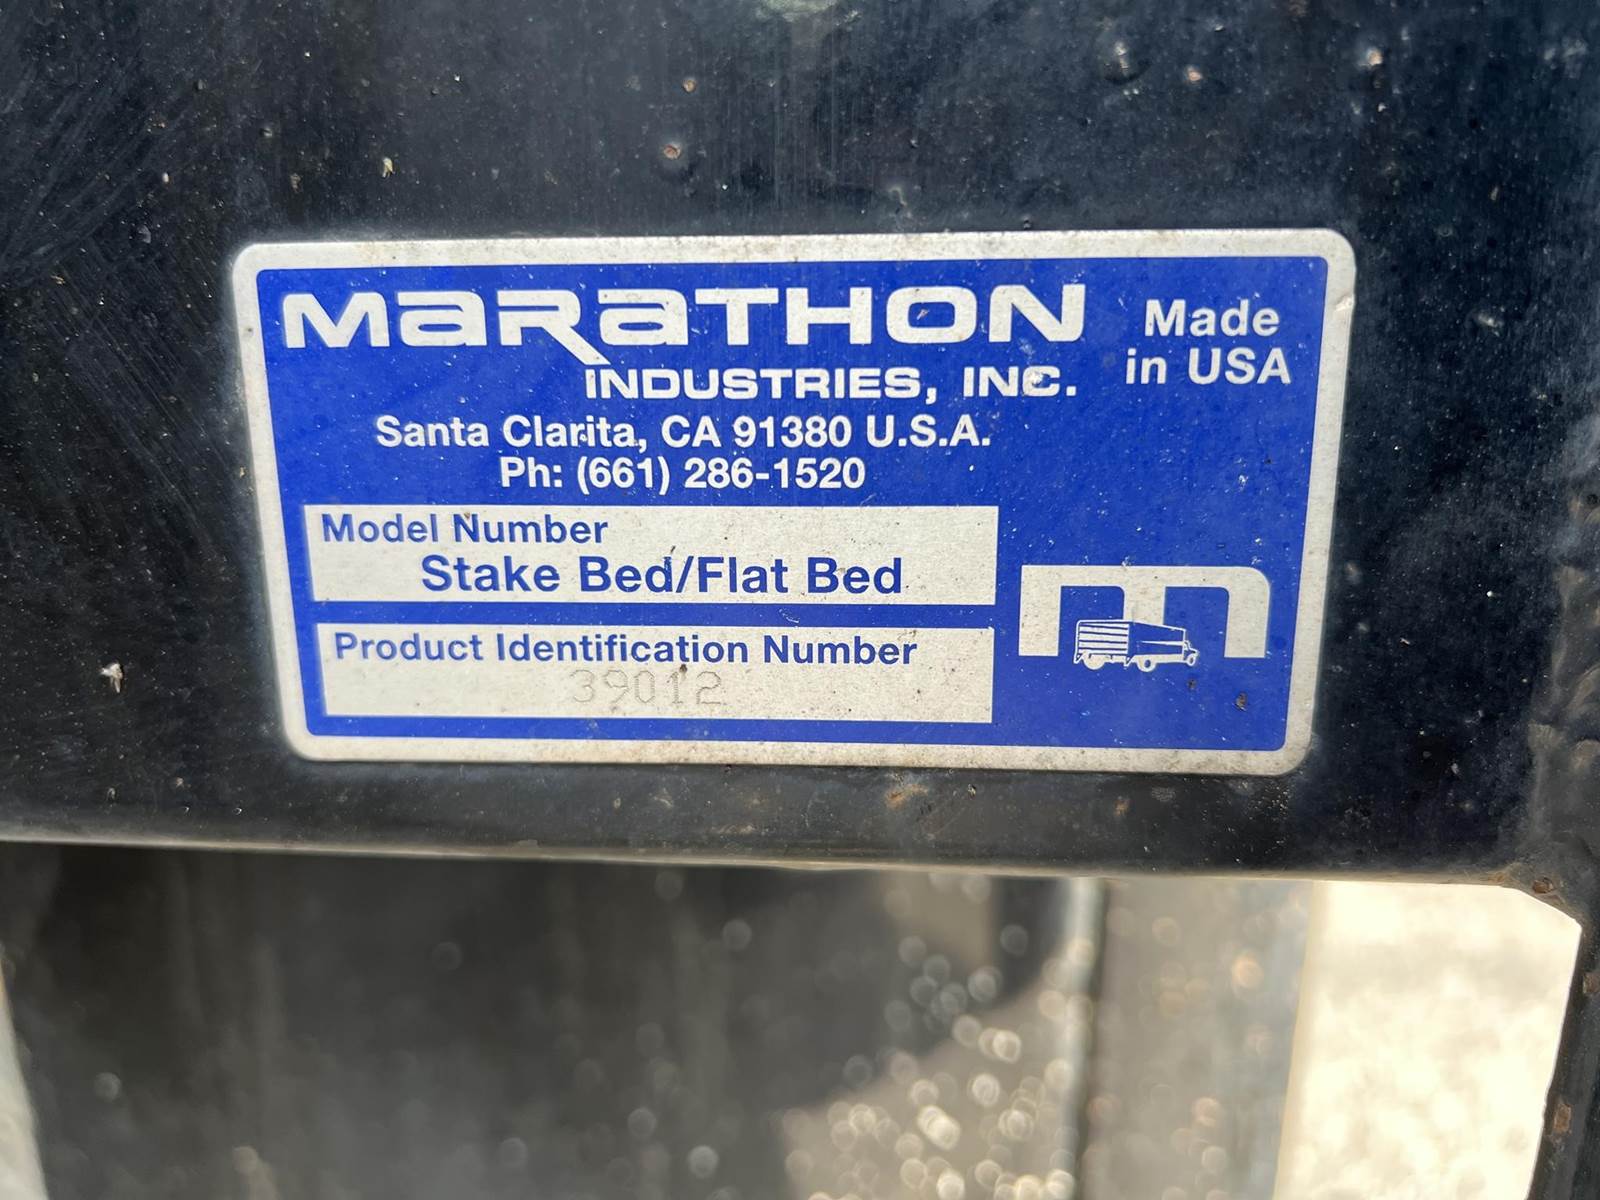 MARATHON
INDUSTRIES, INC.
Made
in USA
Santa Clarita, CA 91380 U.S.A.
Ph: (661) 286-1520
Model Number
Stake Bed/Flat Bed
Product Identification Number
39012
m